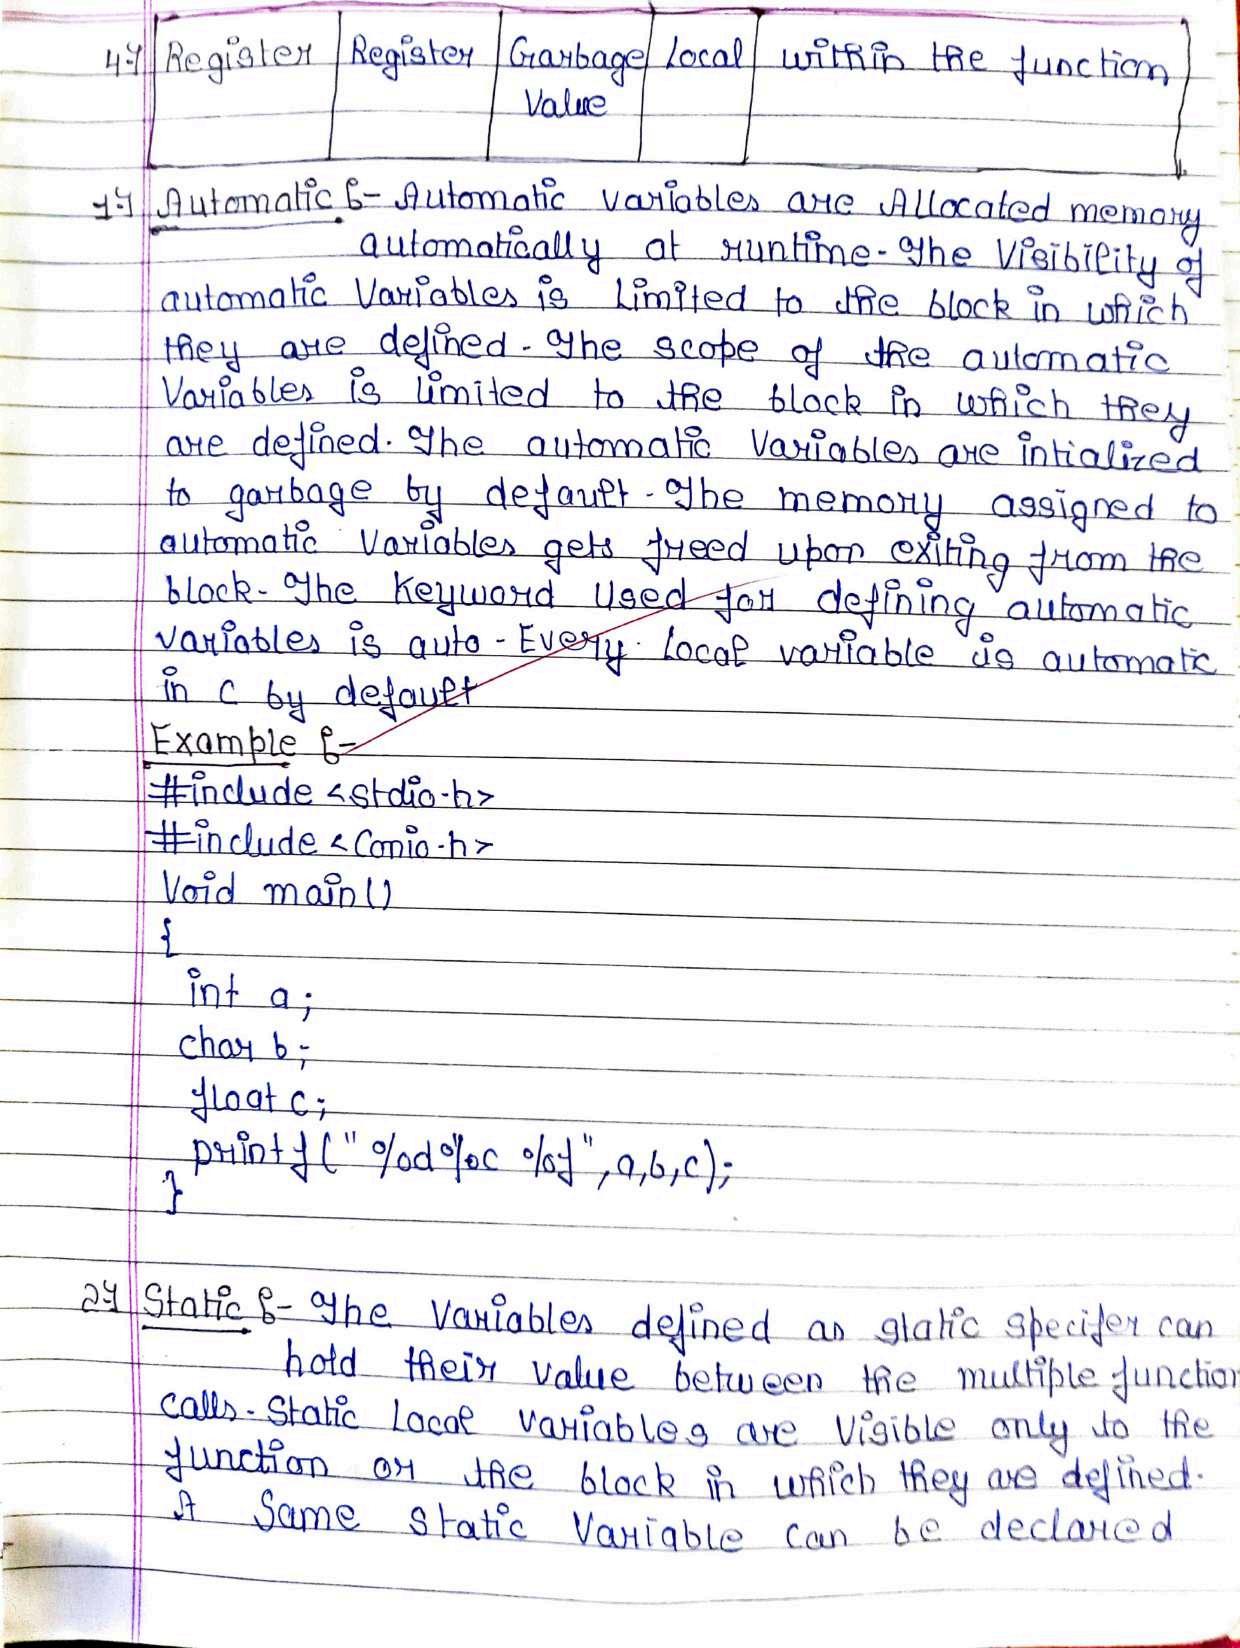 4) Register Register Garbage Local within the function
Value
1) Automatic :- Automatic variables are Allocated memory
automatically at runtime. The Visibility of
automatic Variables is limited to the block in which
they are defined. The scope of the automatic
Variables is limited to the block in which they
are defined. The automatic Variables are intialized
to garbage by default. The memory assigned to
automatic Variables gets freed upon exiting from the
block. The keyword used for defining automatic
variables is auto. Every local variable is automatic
in C by default
Example :-
#include <stdio.h>
#include <Conio.h>
Void main()
{
int a;
char b;
float c;
printf("%d%c %f",a,b,c);
}
2) Static :- The Variables defined as static specifer can
hold their value between the multiple function
calls. Static Local variables are visible only to the
function or the block in which they are defined.
A Same static Variable can be declared